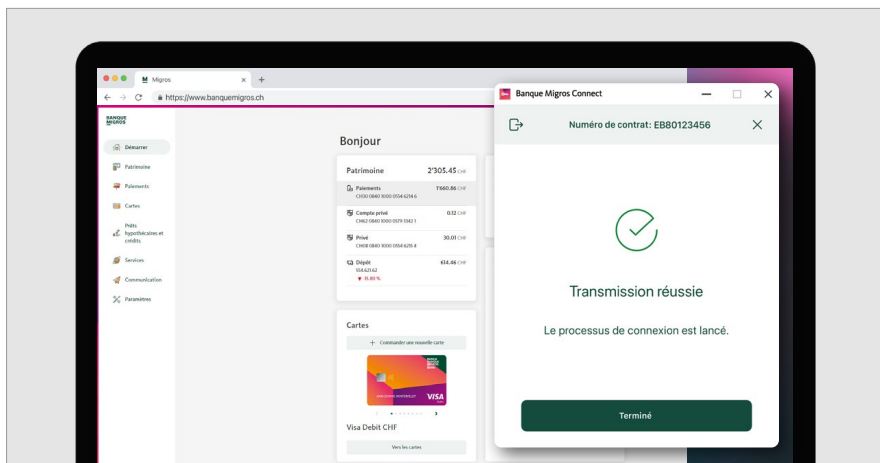 Migros
https://www.banquemigros.ch
BANQUE
MIGROS
Démarrer
Patrimoine
Paiements
Cartes
Prêts
hypothécaires et
crédits
Services
Communication
Paramètres
Bonjour
Patrimoine 2'305.45 CHF
Paiements 1'660.86 CHF
CH30 0840 1000 0554 6214 6
Compte privé 0.12 CHF
CH62 0840 1000 0579 1342 1
Privé 30.01 CHF
CH08 0840 1000 0554 6215 4
Dépôt 614.46 CHF
554.621.62
15.80 %
Cartes
+ Commander une nouvelle carte
VISA
Visa Debit CHF
Vers les cartes
Banque Migros Connect
Numéro de contrat: EB80123456
Transmission réussie
Le processus de connexion est lancé.
Terminé